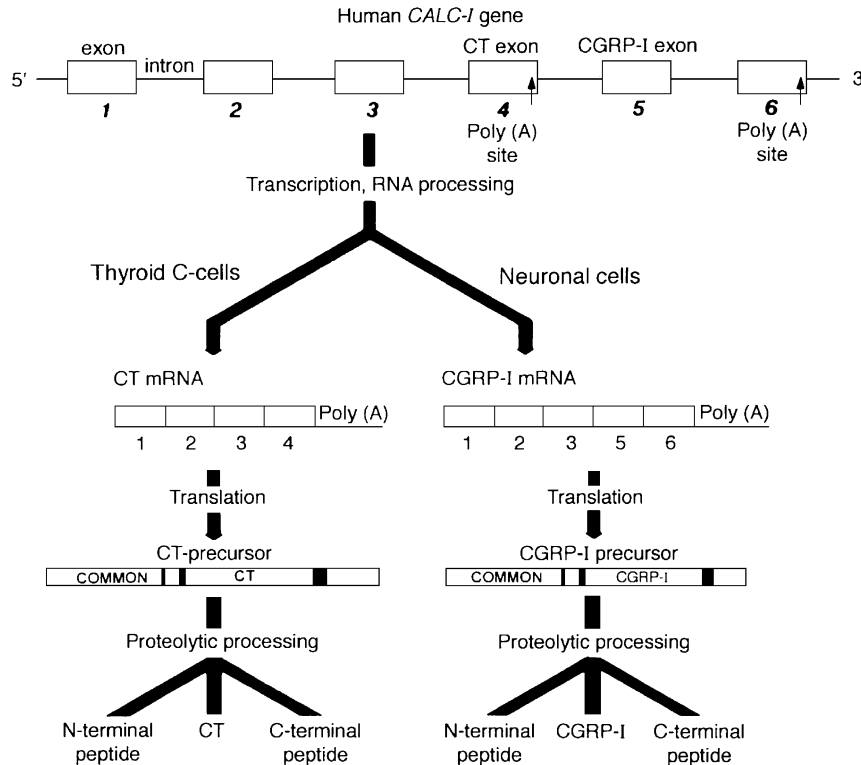 Human CALC-I gene
exon
intron
CT exon
CGRP-I exon
5′
3
1
2
3
4
5
6
Poly (A)
site
Poly (A)
site
Transcription, RNA processing
Thyroid C-cells
Neuronal cells
CT mRNA
CGRP-I mRNA
Poly (A)
Poly (A)
1 2 3 4
1 2 3 5 6
Translation
Translation
CT-precursor
CGRP-I precursor
COMMON CT
COMMON CGRP-I
Proteolytic processing
Proteolytic processing
N-terminal
peptide
CT
C-terminal
peptide
N-terminal
peptide
CGRP-I
C-terminal
peptide